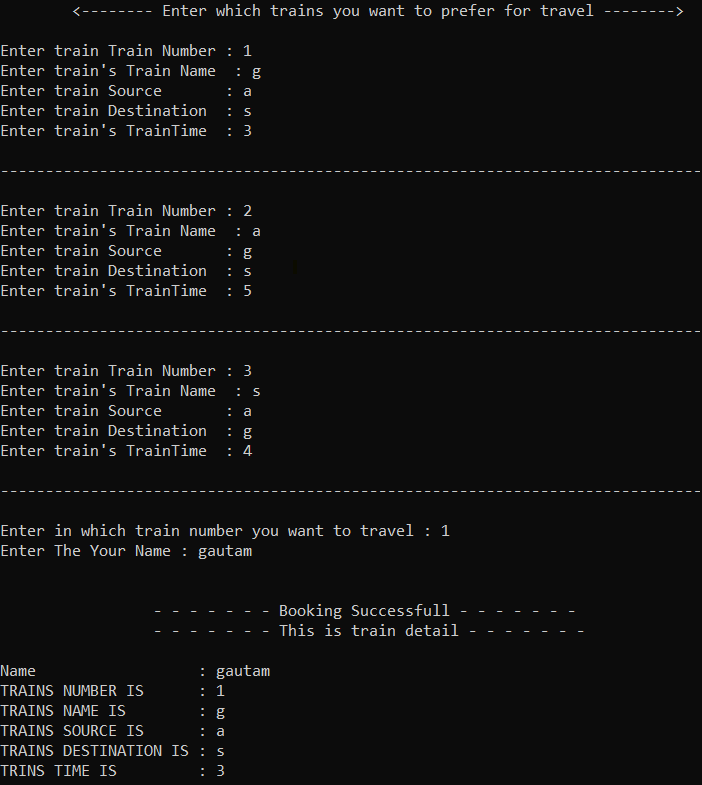 <-------- Enter which trains you want to prefer for travel -------->
Enter train Train Number : 1
Enter train's Train Name  : g
Enter train Source       : a
Enter train Destination  : s
Enter train's TrainTime  : 3
------------------------------------------------------------------------------
Enter train Train Number : 2
Enter train's Train Name  : a
Enter train Source       : g
Enter train Destination  : s
Enter train's TrainTime  : 5
------------------------------------------------------------------------------
Enter train Train Number : 3
Enter train's Train Name  : s
Enter train Source       : a
Enter train Destination  : g
Enter train's TrainTime  : 4
------------------------------------------------------------------------------
Enter in which train number you want to travel : 1
Enter The Your Name : gautam
- - - - - - - Booking Successfull - - - - - - -
- - - - - - - This is train detail - - - - - - -
Name                  : gautam
TRAINS NUMBER IS      : 1
TRAINS NAME IS        : g
TRAINS SOURCE IS      : a
TRAINS DESTINATION IS : s
TRINS TIME IS         : 3